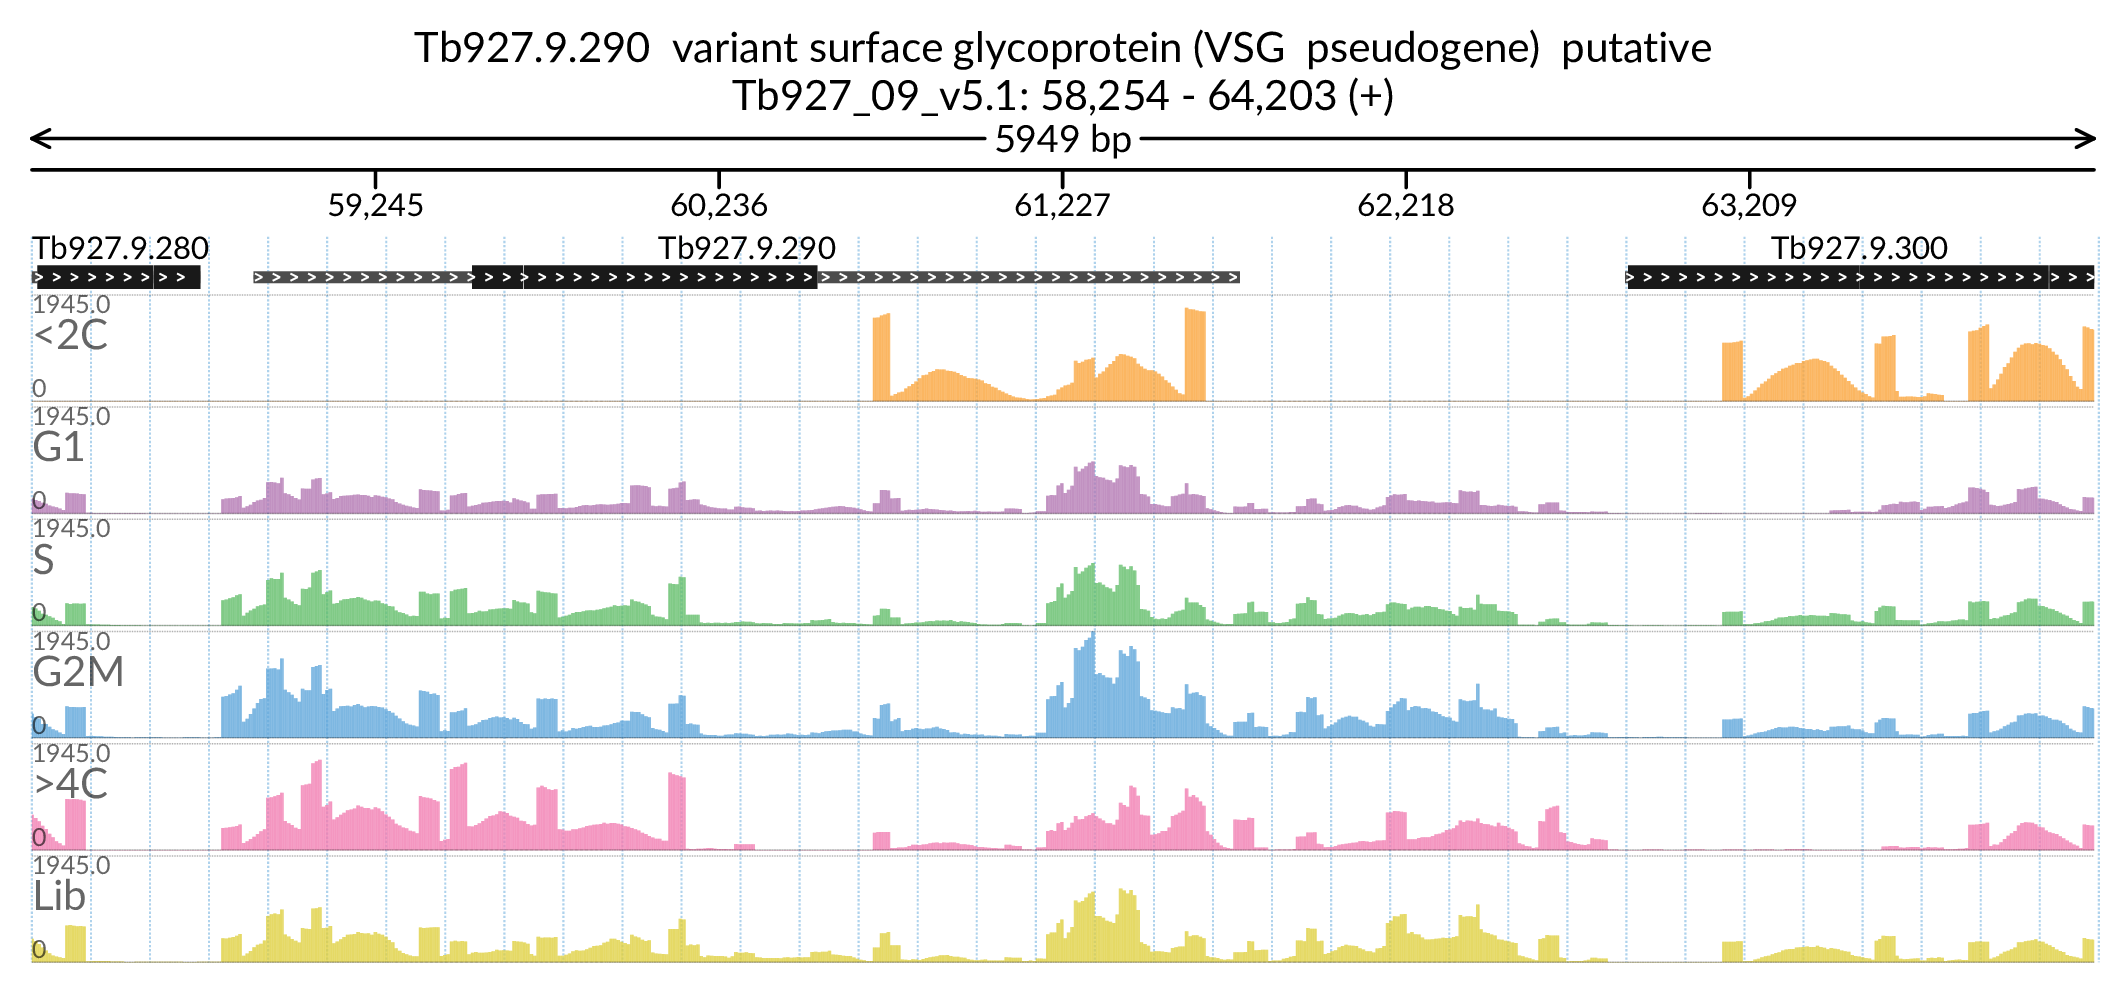 Tb927.9.290 variant surface glycoprotein (VSG pseudogene) putative
Tb927_09_v5.1: 58,254 - 64,203 (+)
5949 bp
59,245 60,236 61,227 62,218 63,209
Tb927.9.280 Tb927.9.290 Tb927.9.300
1945.0
<2C
0
1945.0
G1
0
1945.0
S
0
1945.0
G2M
0
1945.0
>4C
0
1945.0
Lib
0